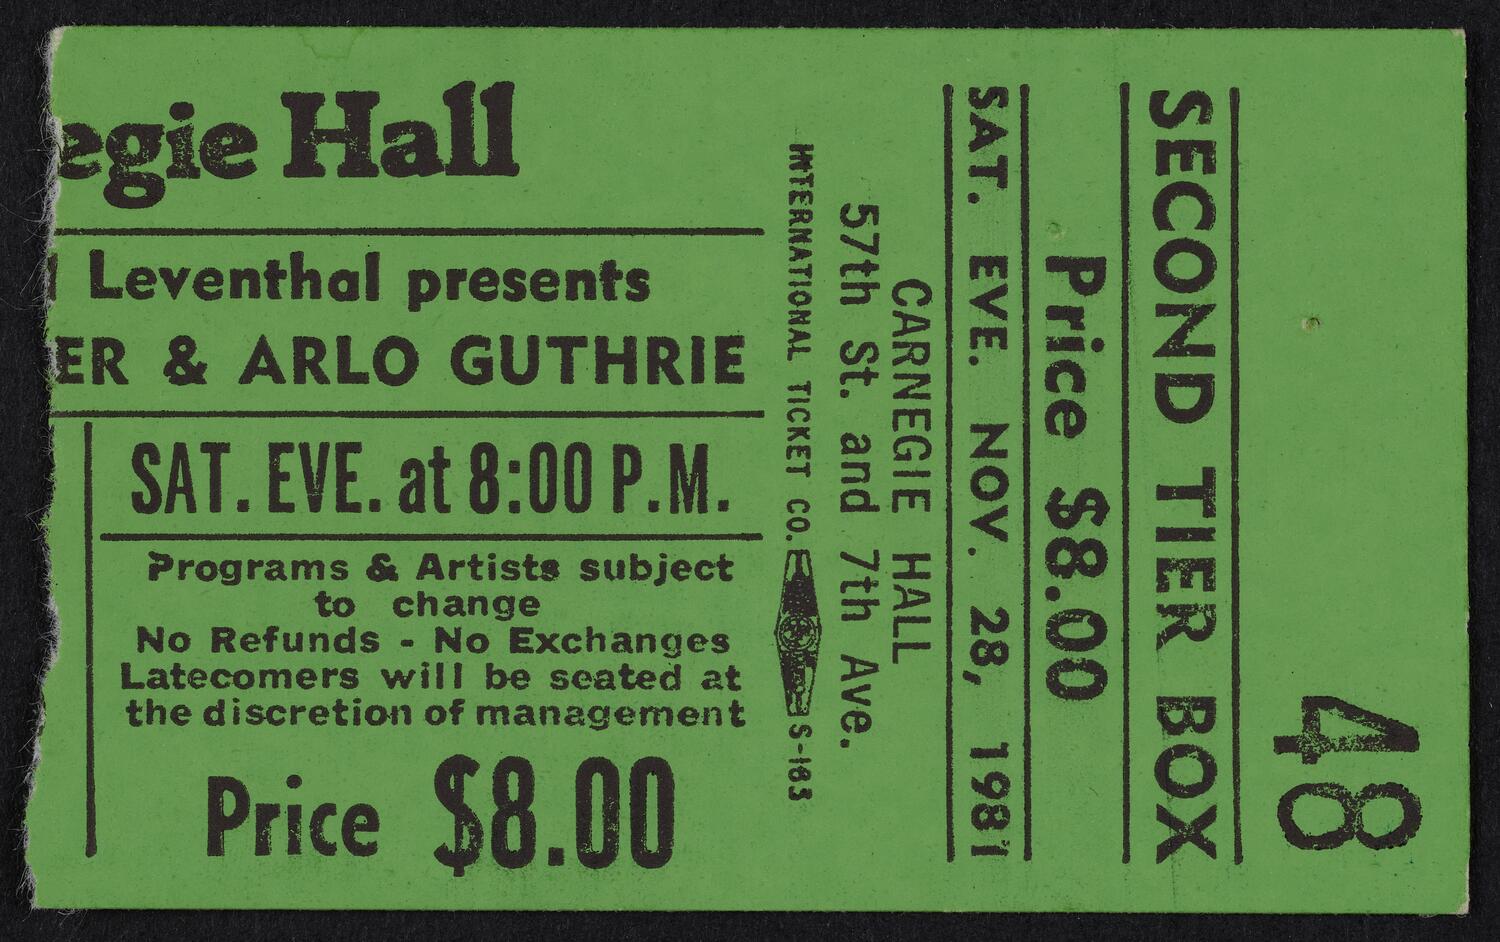 egie Hall
Leventhal presents
ER & ARLO GUTHRIE
SAT. EVE. at 8:00 P.M.
Programs & Artists subject
to change
No Refunds - No Exchanges
Latecomers will be seated at
the discretion of management
Price $8.00
INTERNATIONAL TICKET CO. S-183
57th St. and 7th Ave.
CARNEGIE HALL
SAT. EVE. NOV. 28, 1981
Price $8.00
SECOND TIER BOX
48